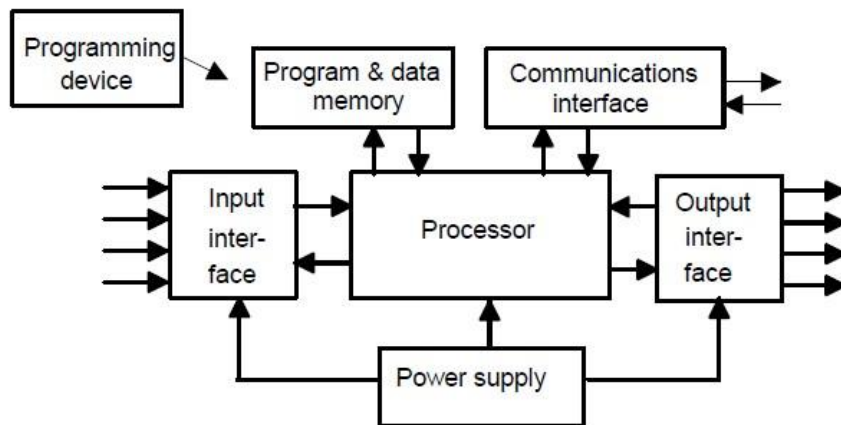 Programming
device
Program & data
memory
Communications
interface
Input
inter-
face
Processor
Output
inter-
face
Power supply